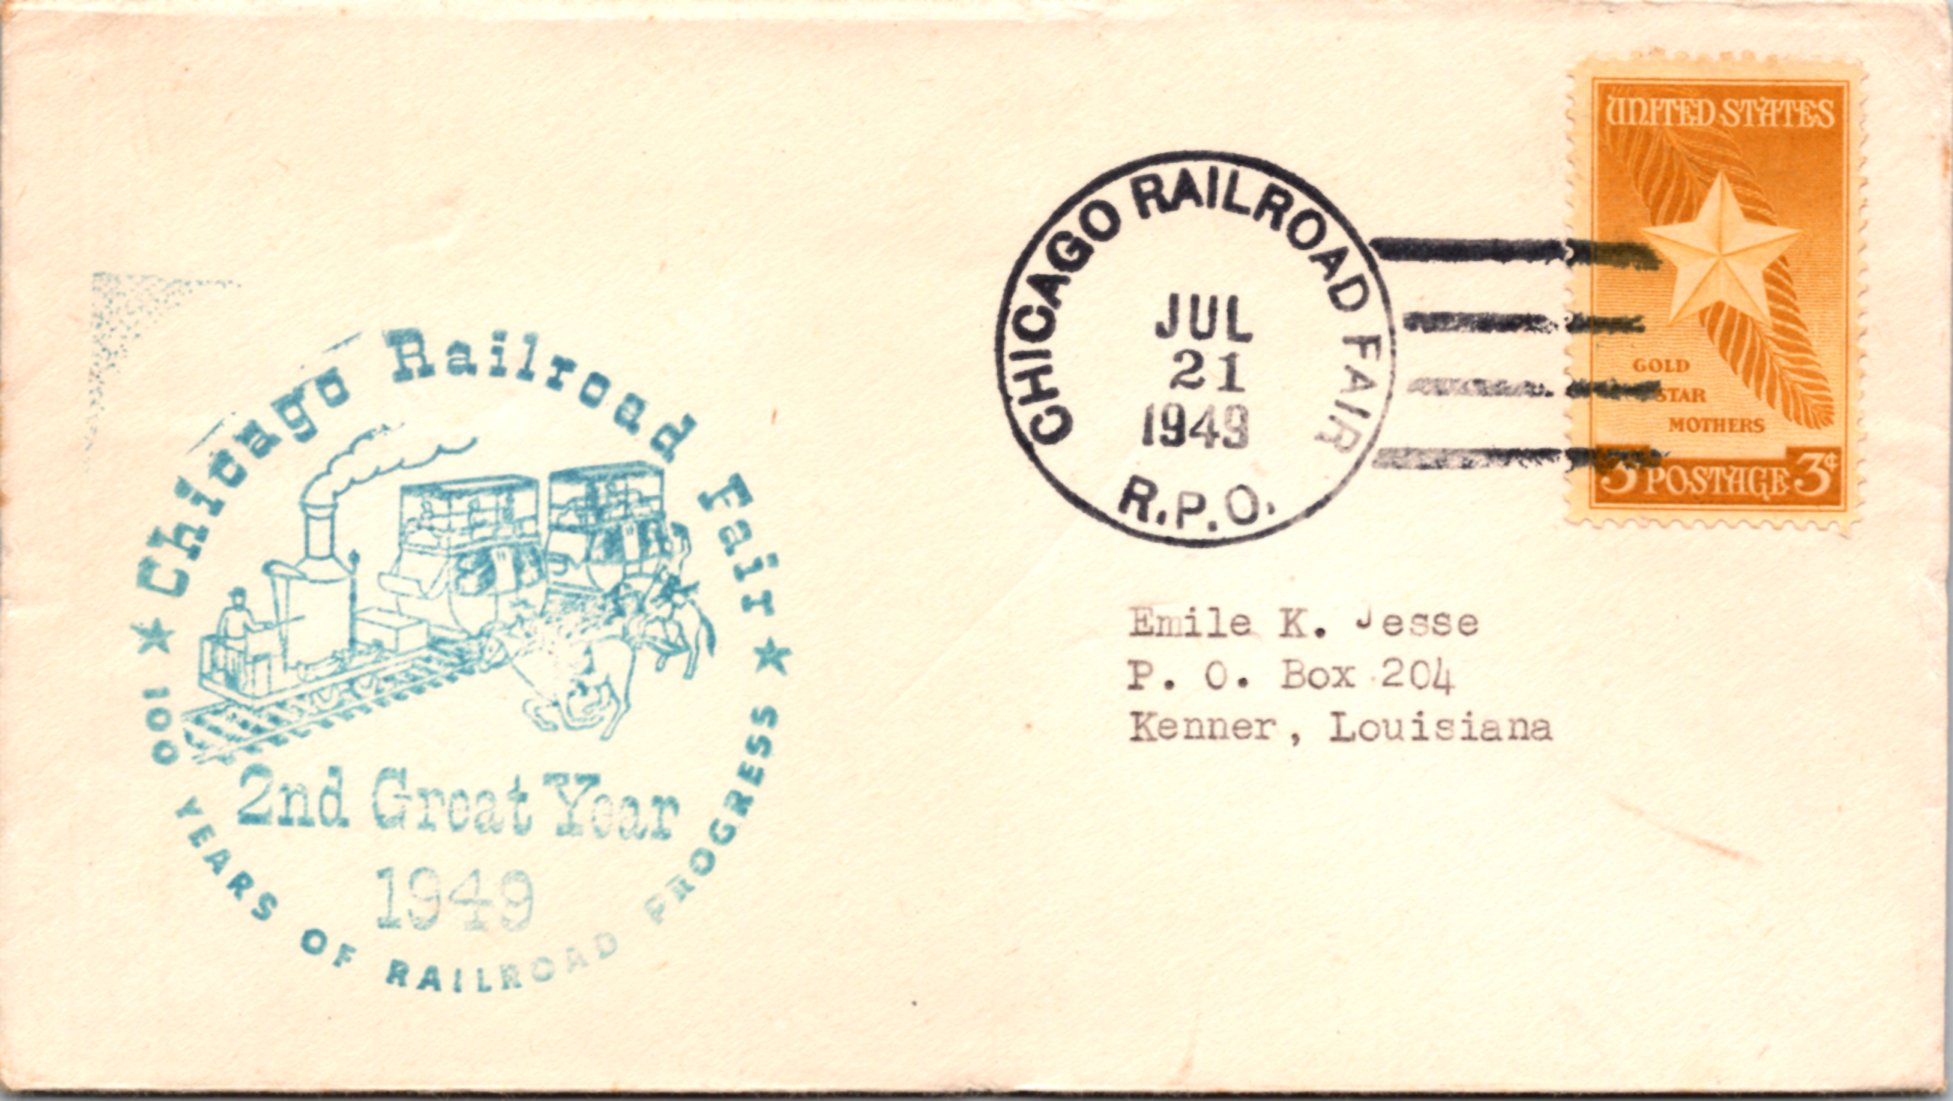 UNITED STATES
GOLD
STAR
MOTHERS
3 POSTAGE 3¢
CHICAGO RAILROAD FAIR
JUL
21
1949
R.P.O.
Chicago Railroad Fair
2nd Great Year
1949
★ 100 YEARS OF RAILROAD PROGRESS ★
Emile K. Jesse
P. O. Box 204
Kenner, Louisiana